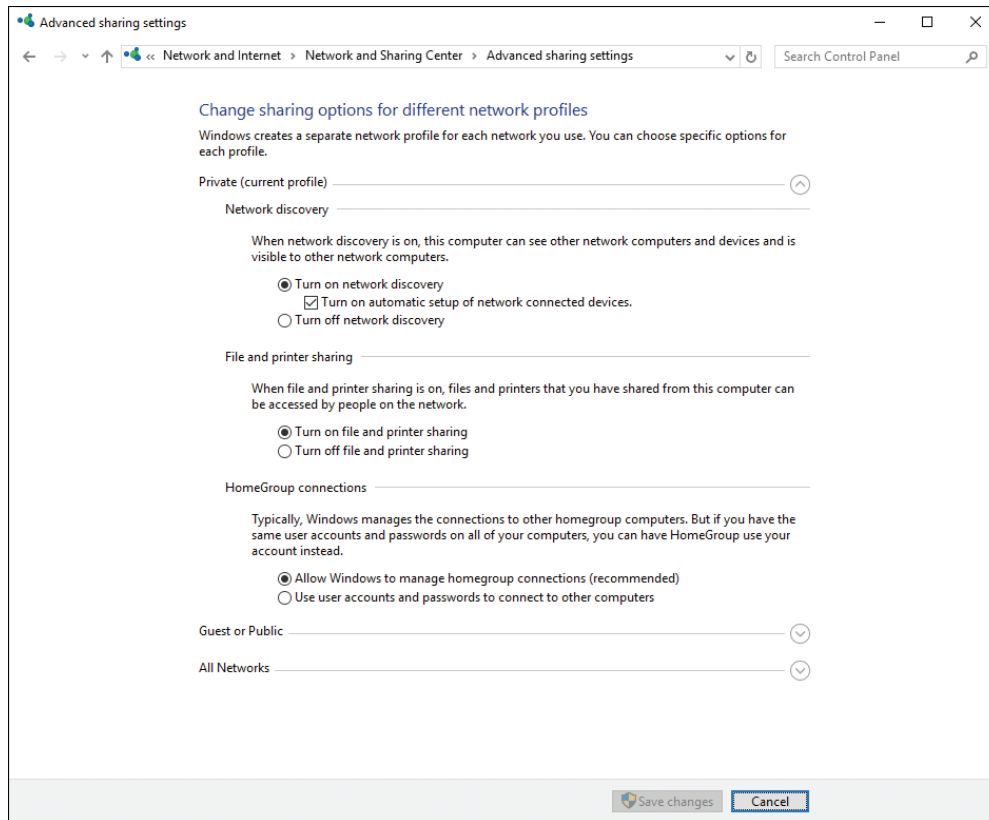 Advanced sharing settings
« Network and Internet > Network and Sharing Center > Advanced sharing settings
Search Control Panel
Change sharing options for different network profiles
Windows creates a separate network profile for each network you use. You can choose specific options for
each profile.
Private (current profile)
Network discovery
When network discovery is on, this computer can see other network computers and devices and is
visible to other network computers.
Turn on network discovery
Turn on automatic setup of network connected devices.
Turn off network discovery
File and printer sharing
When file and printer sharing is on, files and printers that you have shared from this computer can
be accessed by people on the network.
Turn on file and printer sharing
Turn off file and printer sharing
HomeGroup connections
Typically, Windows manages the connections to other homegroup computers. But if you have the
same user accounts and passwords on all of your computers, you can have HomeGroup use your
account instead.
Allow Windows to manage homegroup connections (recommended)
Use user accounts and passwords to connect to other computers
Guest or Public
All Networks
Save changes
Cancel